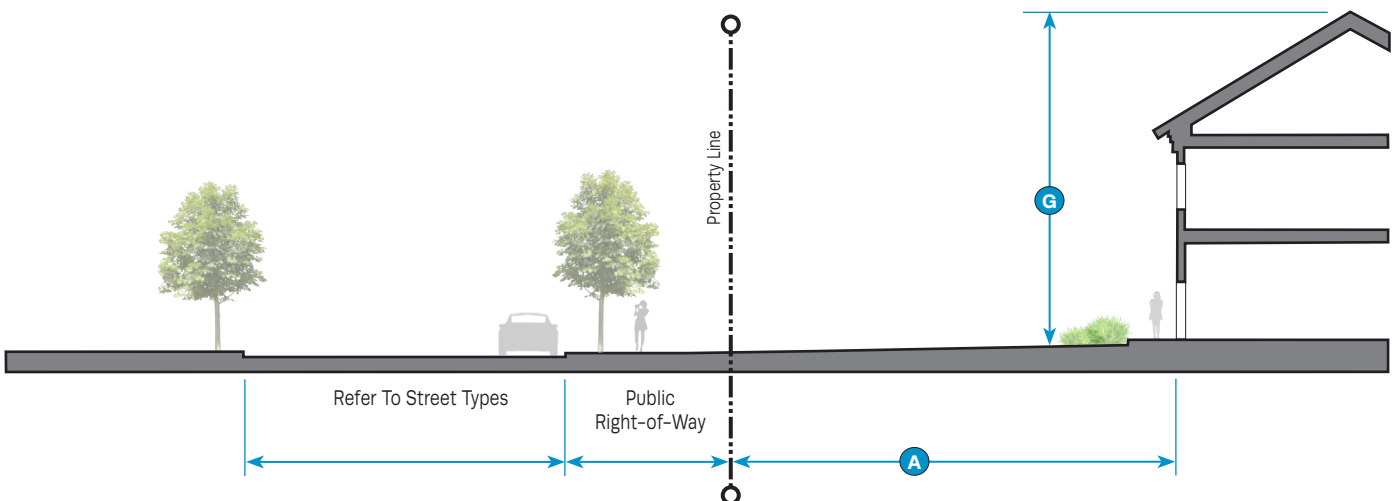 Property Line
G
Refer To Street Types
Public
Right-of-Way
A